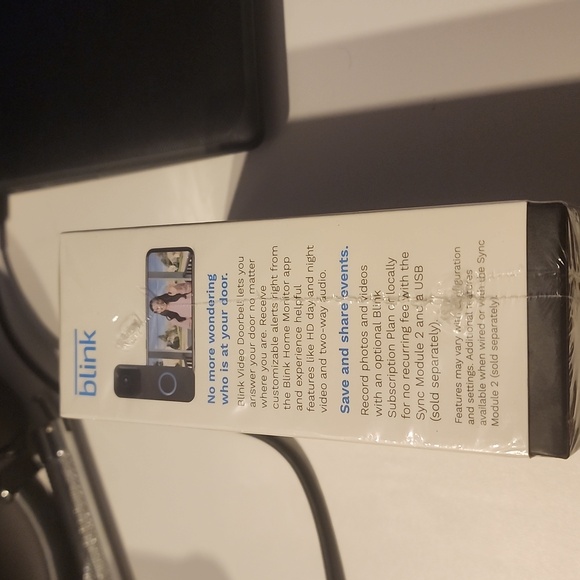 blink
No more wondering
who is at your door.
Blink Video Doorbell lets you
answer your door no matter
where you are. Receive
customizable alerts right from
the Blink Home Monitor app
and experience helpful
features like HD day and night
video and two-way audio.
Save and share events.
Record photos and videos
with an optional Blink
Subscription Plan or locally
for no recurring fee with the
Sync Module 2 and a USB
(sold separately).
Features may vary with configuration
and settings. Additional features
available when wired or with the Sync
Module 2 (sold separately).